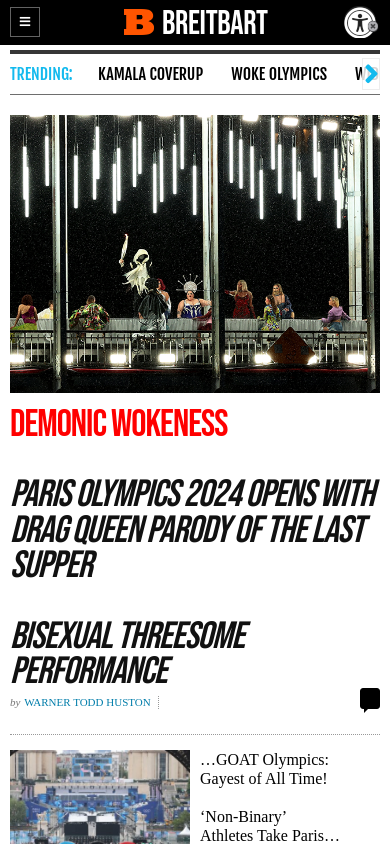 BREITBART
TRENDING: KAMALA COVERUP WOKE OLYMPICS
DEMONIC WOKENESS
PARIS OLYMPICS 2024 OPENS WITH
DRAG QUEEN PARODY OF THE LAST
SUPPER
BISEXUAL THREESOME
PERFORMANCE
by WARNER TODD HUSTON
…GOAT Olympics:
Gayest of All Time!
‘Non-Binary’
Athletes Take Paris…